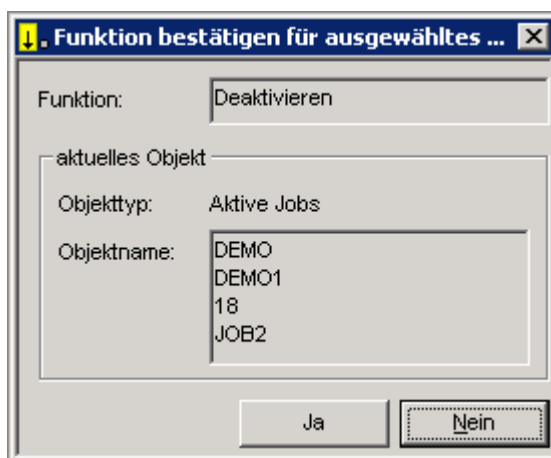 Funktion bestätigen für ausgewähltes ...
Funktion: Deaktivieren
aktuelles Objekt
Objekttyp: Aktive Jobs
Objektname: DEMO
DEMO1
18
JOB2
Ja Nein